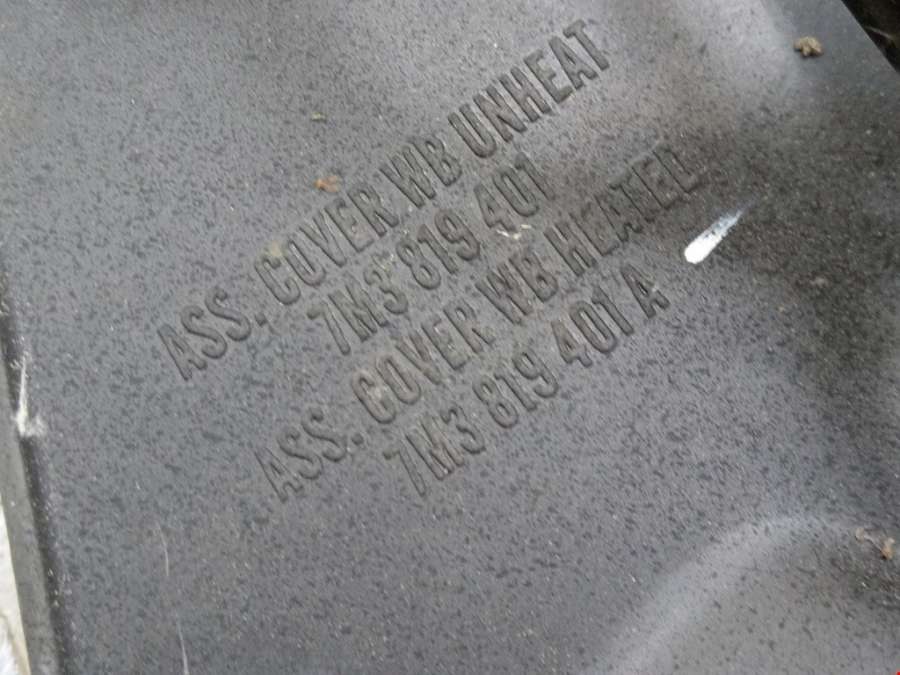 ASS. COVER WB UNHEAT
7M3 819 401
ASS. COVER WB HEATED
7M3 819 401 A